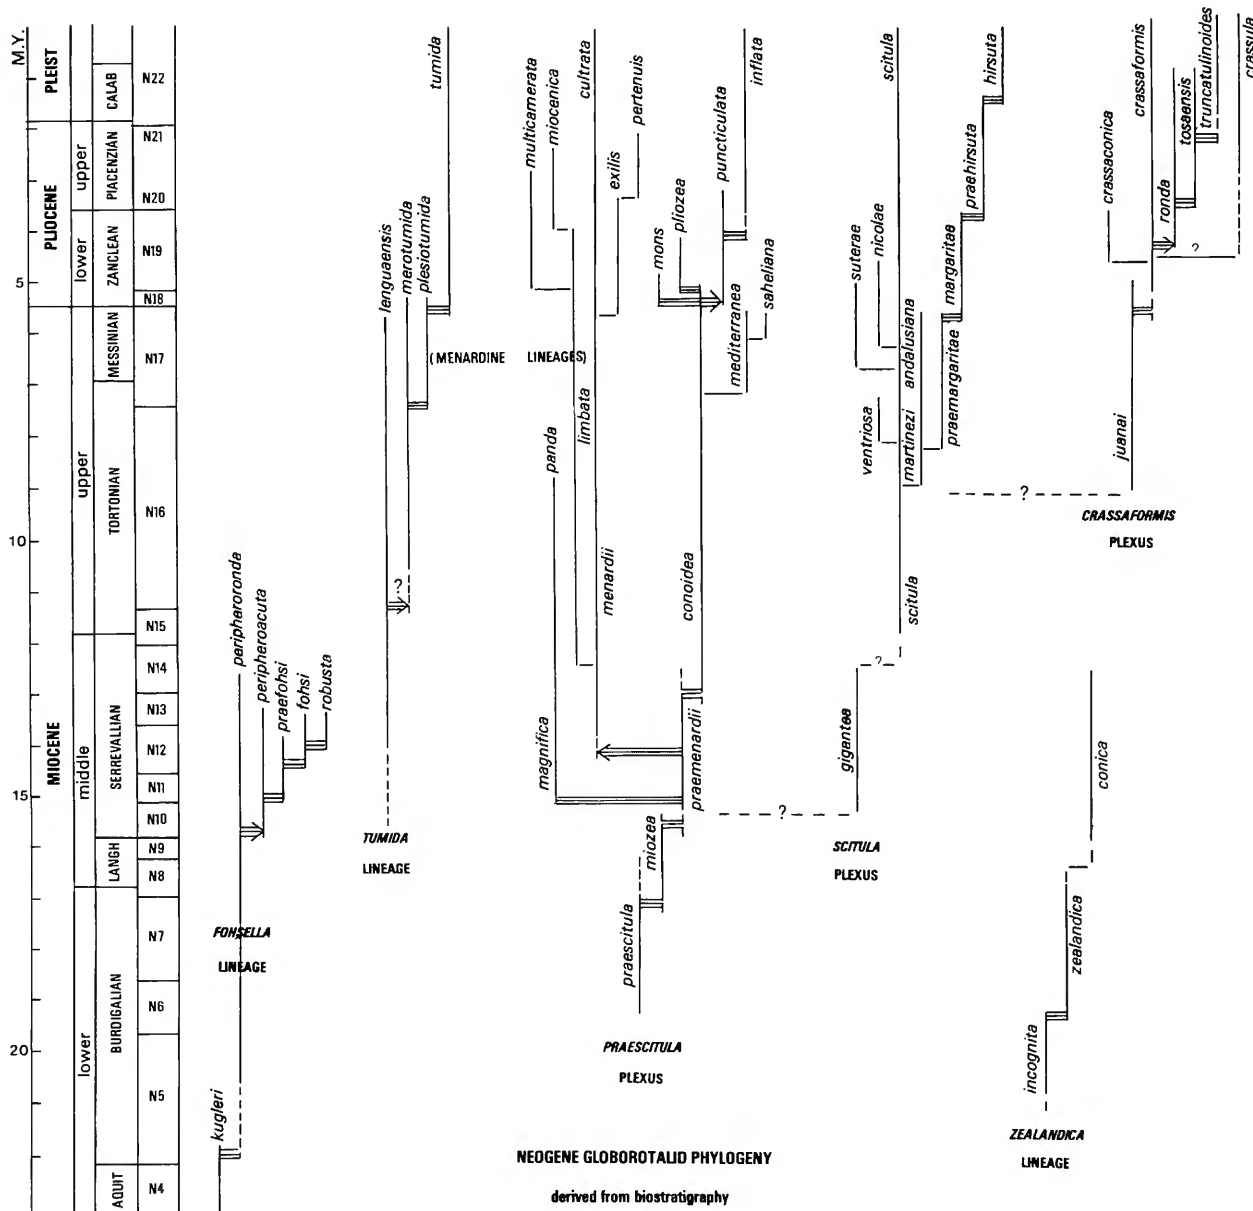 M.Y.
5
10
15
20
PLEIST
PLIOCENE
MIOCENE
upper
lower
upper
middle
lower
CALAB
PIACENZIAN
ZANCLEAN
MESSINIAN
TORTONIAN
SERREVALLIAN
LANGH
BURDIGALIAN
AQUIT
N22
N21
N20
N19
N18
N17
N16
N15
N14
N13
N12
N11
N10
N9
N8
N7
N6
N5
N4
kugleri
peripheroronda
peripheroacuta
praefohsi
fohsi
robusta
FOHSELLA
LINEAGE
lenguaensis
merotumida
plesiotumida
tumida
?
TUMIDA
LINEAGE
(MENARDINE LINEAGES)
multicamerata
miocenica
cultrata
exilis
pertenuis
limbata
panda
menardii
magnifica
mons
pliozea
puncticulata
inflata
mediterranea
saheliana
conoidea
praemenardii
miozea
praescitula
PRAESCITULA
PLEXUS
scitula
suterae
nicolae
andalusiana
ventriosa
martinezi
praemargaritae
margaritae
praehirsuta
hirsuta
scitula
?
gigantea
?
SCITULA
PLEXUS
crassaformis
crassaconica
ronda
tosaensis
truncatulinoides
crassula
?
juanai
?
CRASSAFORMIS
PLEXUS
conica
zealandica
incognita
ZEALANDICA
LINEAGE
NEOGENE GLOBOROTALID PHYLOGENY
derived from biostratigraphy